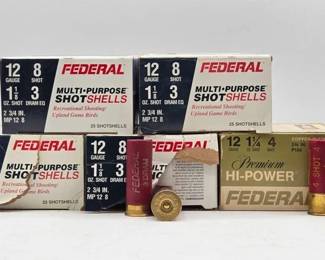 12 8 FEDERAL
GAUGE SHOT
MULTI-PURPOSE
1 1/8 3 SHOTSHELLS
OZ. SHOT DRAM EQ.
Recreational Shooting/
Upland Game Birds
2 3/4 IN.
MP 12 8
25 SHOTSHELLS
12 8 FEDERAL
GAUGE SHOT
MULTI-PURPOSE
1 1/8 3 SHOTSHELLS
OZ. SHOT DRAM EQ.
Recreational Shooting/
Upland Game Birds
2 3/4 IN.
MP 12 8
25 SHOTSHELLS
FEDERAL
MULTI-PURPOSE
SHOTSHELLS
Recreational Shooting/
Upland Game Birds
25 SHOTSHELLS
12 8
GAUGE SHOT
1 1/8 3
OZ. SHOT
2 3/4 IN.
MP 12 8
FEDERAL
3 DRAM
12 1 1/4 4
Premium
HI-POWER
FEDERAL
4 SHOT